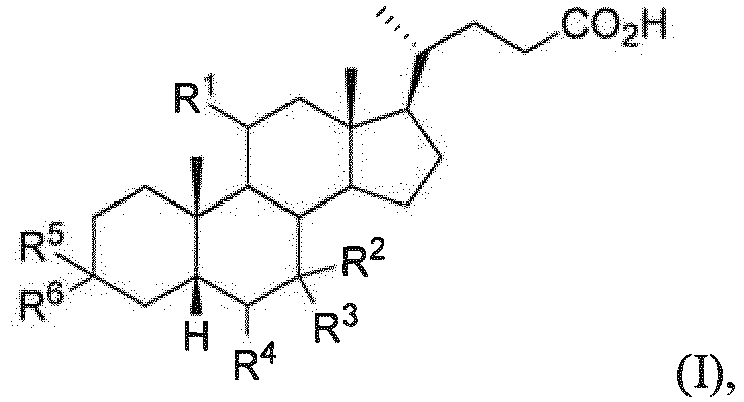 CO₂H
R¹
R⁵
R²
R⁶
R³
H
R⁴
(I),